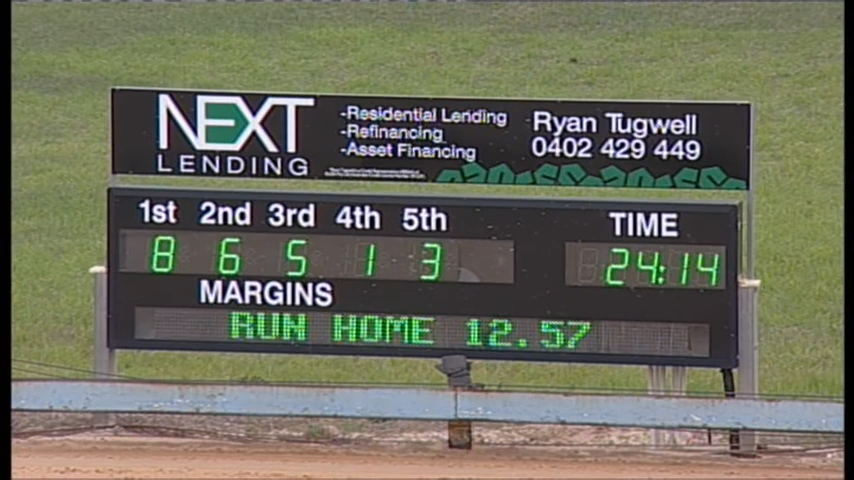 NEXT
LENDING
-Residential Lending
-Refinancing
-Asset Financing
Ryan Tugwell
0402 429 449
1st 2nd 3rd 4th 5th TIME
8 6 5 1 3 24:14
MARGINS
RUN HOME 12.57